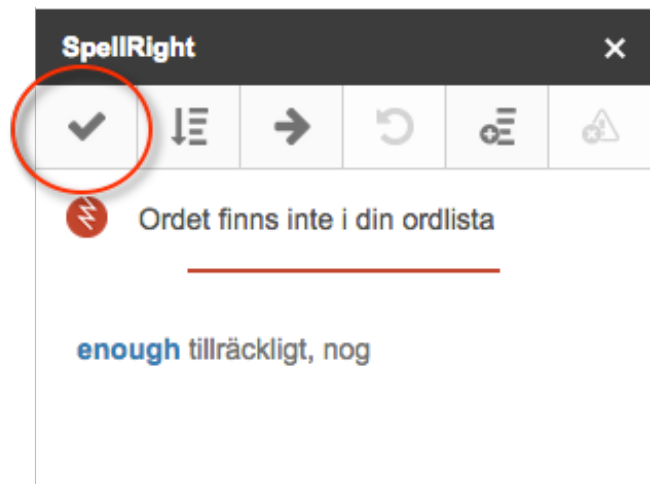 SpellRight
Ordet finns inte i din ordlista
enough tillräckligt, nog